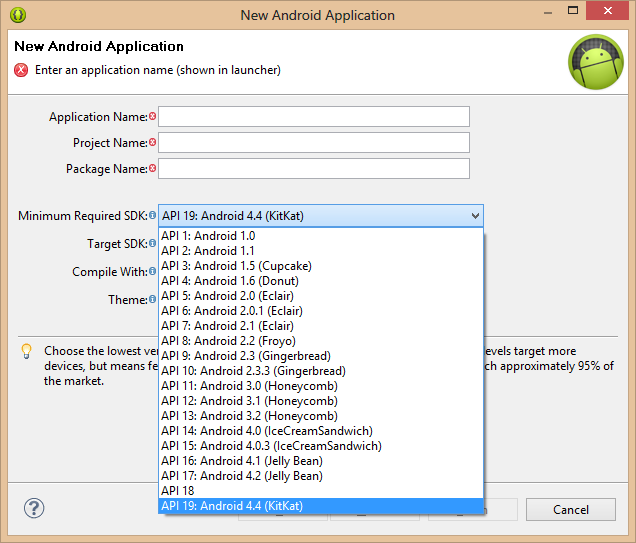 New Android Application
New Android Application
Enter an application name (shown in launcher)
Application Name:
Project Name:
Package Name:
Minimum Required SDK: API 19: Android 4.4 (KitKat)
Target SDK:
Compile With:
Theme:
API 1: Android 1.0
API 2: Android 1.1
API 3: Android 1.5 (Cupcake)
API 4: Android 1.6 (Donut)
API 5: Android 2.0 (Eclair)
API 6: Android 2.0.1 (Eclair)
API 7: Android 2.1 (Eclair)
API 8: Android 2.2 (Froyo)
API 9: Android 2.3 (Gingerbread)
API 10: Android 2.3.3 (Gingerbread)
API 11: Android 3.0 (Honeycomb)
API 12: Android 3.1 (Honeycomb)
API 13: Android 3.2 (Honeycomb)
API 14: Android 4.0 (IceCreamSandwich)
API 15: Android 4.0.3 (IceCreamSandwich)
API 16: Android 4.1 (Jelly Bean)
API 17: Android 4.2 (Jelly Bean)
API 18
API 19: Android 4.4 (KitKat)
Choose the lowest levels target more
devices, but means approximately 95% of
the market.
?
Cancel